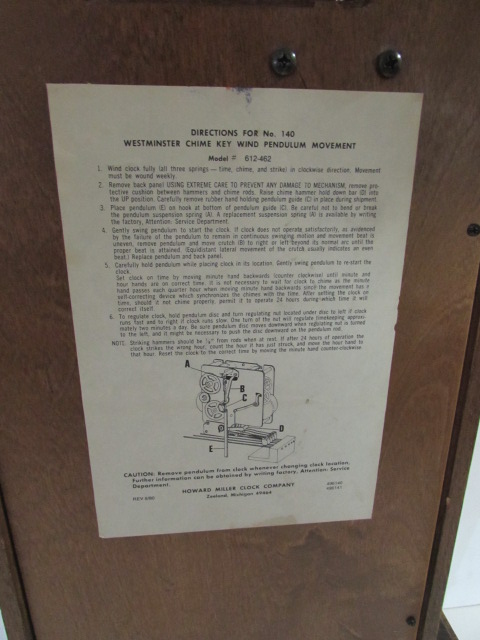 DIRECTIONS FOR No. 140
WESTMINSTER CHIME KEY WIND PENDULUM MOVEMENT
Model # 612-462
1. Wind clock fully (all three springs — time, chime, and strike) in clockwise direction. Movement
must be wound weekly.
2. Remove back panel USING EXTREME CARE TO PREVENT ANY DAMAGE TO MECHANISM, remove pro-
tective cushion between hammers and chime rods. Raise chime hammer hold down bar (D) into
the UP position. Carefully remove rubber band holding pendulum guide (C) in place during shipment.
3. Place pendulum (E) on hook at bottom of pendulum guide (C). Be careful not to bend or break
the pendulum suspension spring (A). A replacement suspension spring (A) is available by writing
the factory, Attention: Service Department.
4. Gently swing pendulum to start the clock. If clock does not operate satisfactorily, as evidenced
by the failure of the pendulum to remain in continuous swinging motion and movement beat is
uneven, remove pendulum and move crutch (B) to right or left beyond its normal arc until the
proper beat is attained. (Equidistant lateral movement of the crutch usually indicates an even
beat.) Replace pendulum and back panel.
5. Carefully hold pendulum while placing clock in its location. Gently swing pendulum to re-start the
clock.
Set clock on time by moving minute hand backwards (counter clockwise) until minute and
hour hands are on correct time. It is not necessary to wait for clock to chime as the minute
hand passes each quarter hour when moving minute hand backwards since the movement has a
self-correcting device which synchronizes the chimes with the time. After setting the clock on
time, should it not chime properly, permit it to operate 24 hours during which time it will
correct itself.
6. To regulate clock, hold pendulum disc and turn regulating nut located under disc to left if clock
runs fast and to right if clock runs slow. One turn of the nut will regulate timekeeping approxi-
mately two minutes a day. Be sure pendulum disc moves downward when regulating nut is turned
to the left, and it might be necessary to push the disc downward on the pendulum rod.
NOTE: Striking hammers should be 1/8" from rods when at rest. If after 24 hours of operation the
clock strikes the wrong hour, count the hour it has just struck, and move the hour hand to
that hour. Reset the clock to the correct time by moving the minute hand counter-clockwise.
A
B
C
D
E
CAUTION: Remove pendulum from clock whenever changing clock location.
Further information can be obtained by writing factory, Attention: Service
Department.
HOWARD MILLER CLOCK COMPANY
Zeeland, Michigan 49464
REV 6/80